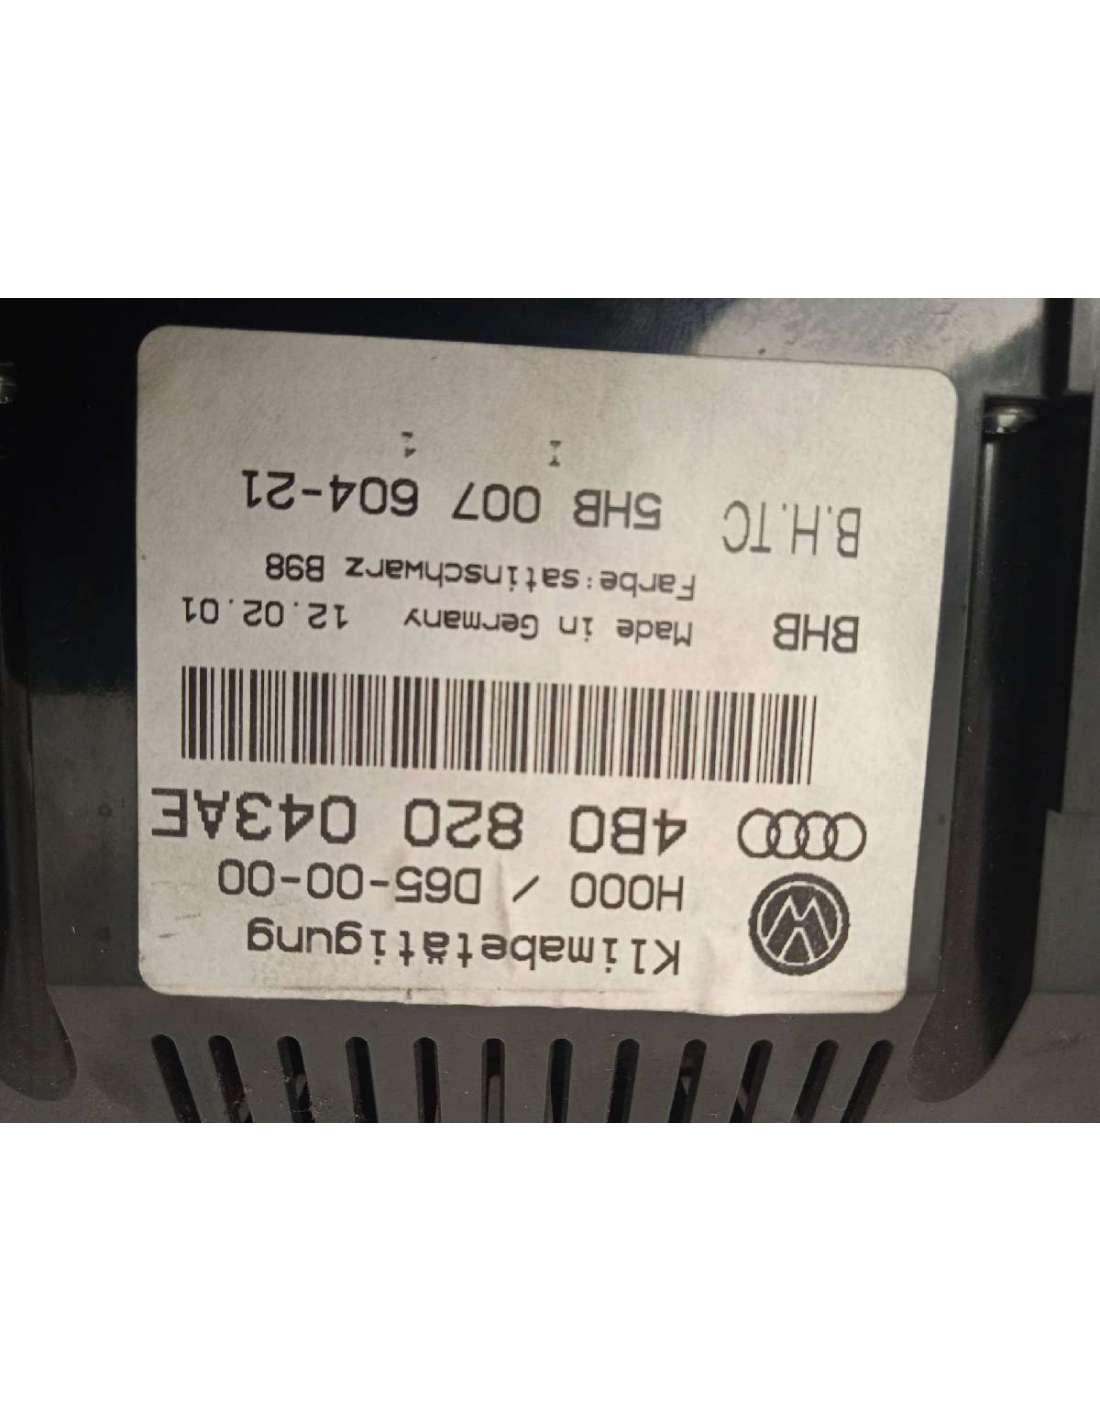 Klimabetätigung
H000 / D65-00-00
4B0 820 043AE
BHB Made in Germany 12.02.01
Farbe:satinschwarz B98
B.H.TC 5HB 007 604-21